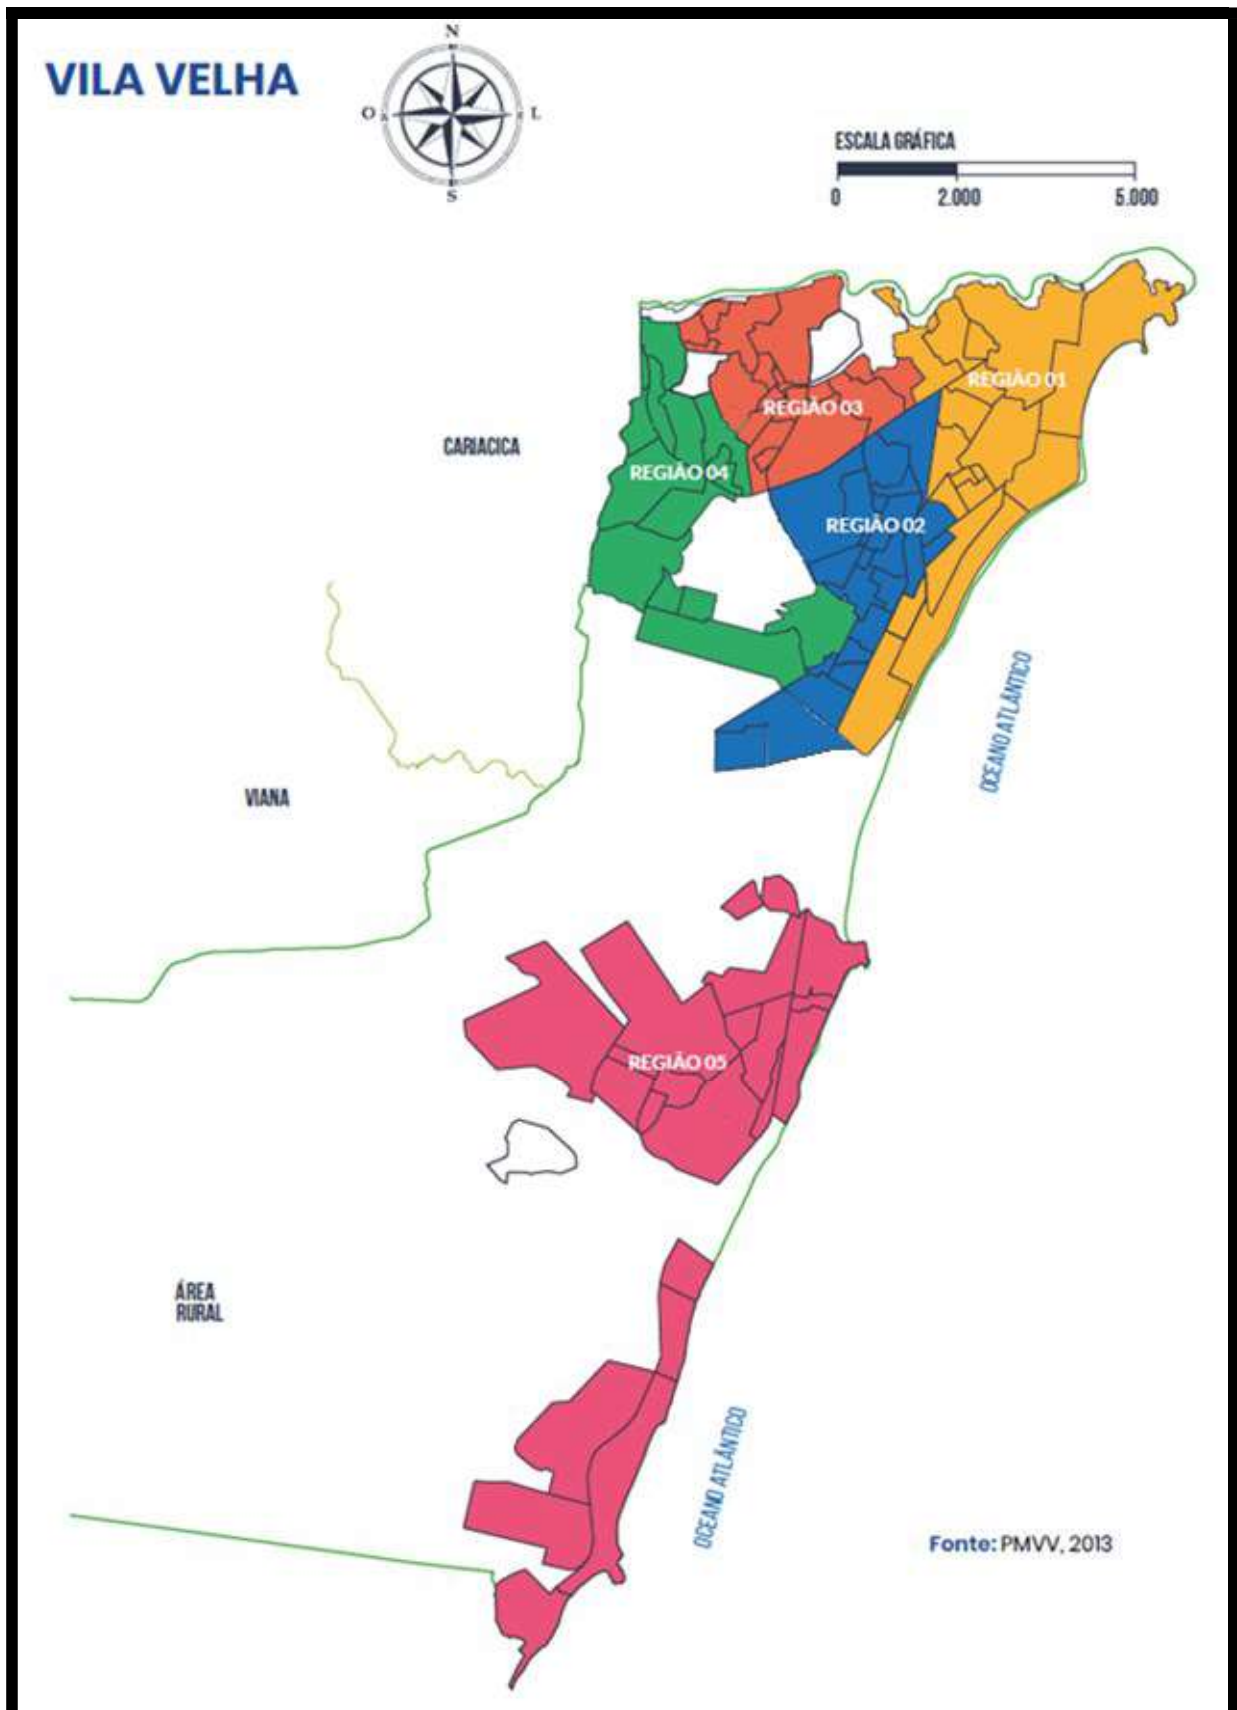 N
VILA VELHA
O
L
S
ESCALA GRÁFICA
0 2.000 5.000
REGIÃO 01
REGIÃO 03
CARIACICA
REGIÃO 04
REGIÃO 02
OCEANO ATLÂNTICO
VIANA
REGIÃO 05
ÁREA
RURAL
OCEANO ATLÂNTICO
Fonte: PMVV, 2013